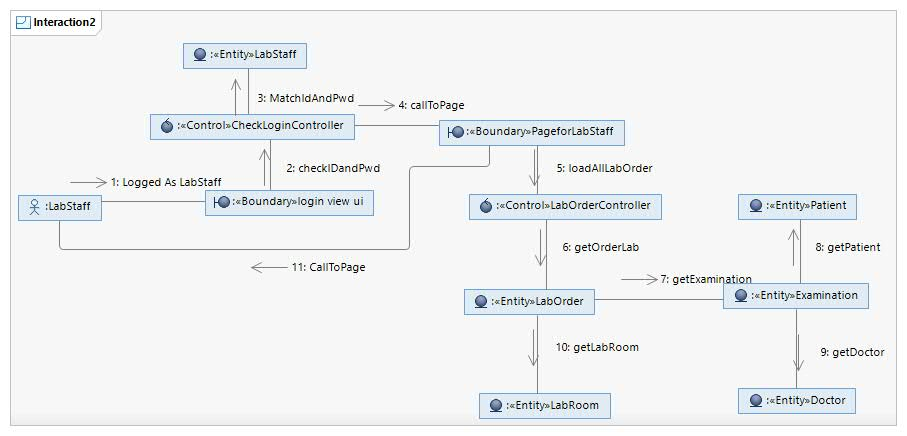 Interaction2
:«Entity»LabStaff
3: MatchIdAndPwd
4: callToPage
:«Control»CheckLoginController
:«Boundary»PageforLabStaff
2: checkIDandPwd
5: loadAllLabOrder
1: Logged As LabStaff
:LabStaff
:«Boundary»login view ui
:«Control»LabOrderController
:«Entity»Patient
6: getOrderLab
8: getPatient
11: CallToPage
7: getExamination
:«Entity»LabOrder
:«Entity»Examination
10: getLabRoom
9: getDoctor
:«Entity»LabRoom
:«Entity»Doctor